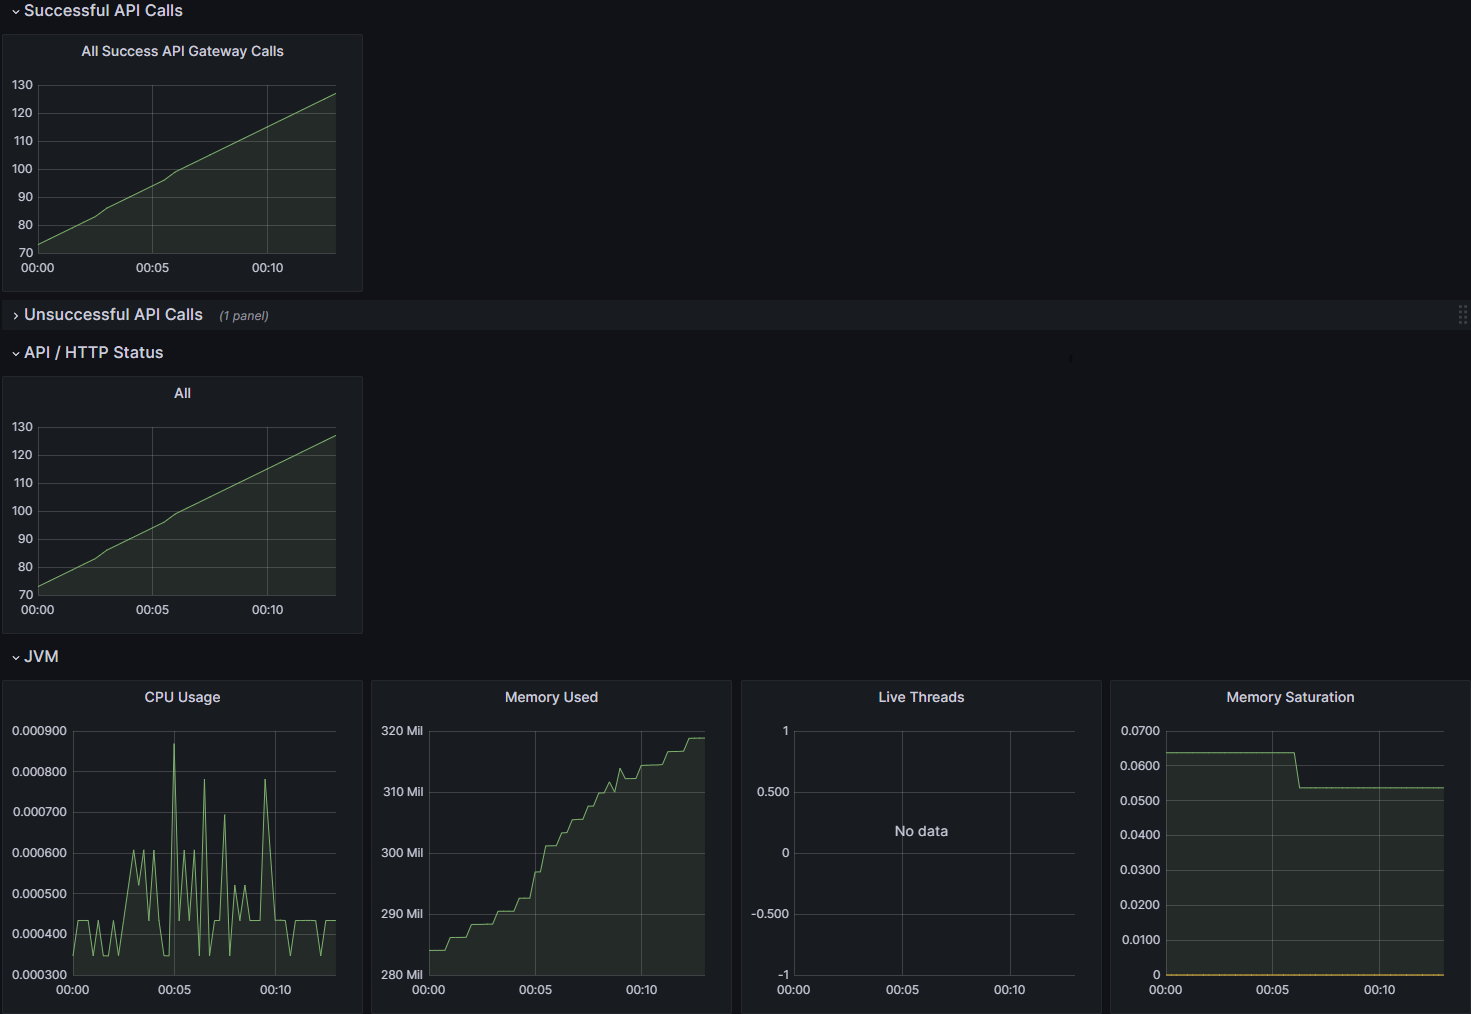 Successful API Calls
All Success API Gateway Calls
130
120
110
100
90
80
70
00:00 00:05 00:10
Unsuccessful API Calls (1 panel)
API / HTTP Status
All
130
120
110
100
90
80
70
00:00 00:05 00:10
JVM
CPU Usage
0.000900
0.000800
0.000700
0.000600
0.000500
0.000400
0.000300
00:00 00:05 00:10
Memory Used
320 Mil
310 Mil
300 Mil
290 Mil
280 Mil
00:00 00:05 00:10
Live Threads
1
0.500
0
-0.500
-1
No data
00:00 00:05 00:10
Memory Saturation
0.0700
0.0600
0.0500
0.0400
0.0300
0.0200
0.0100
0
00:00 00:05 00:10